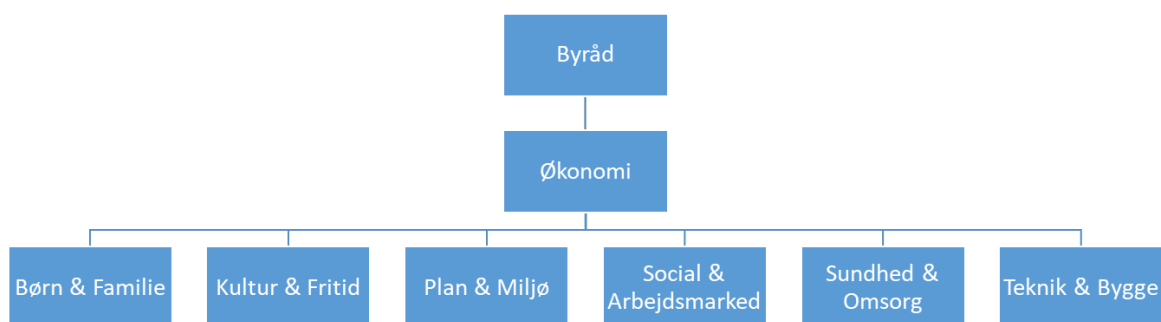 Byråd
Økonomi
Børn & Familie
Kultur & Fritid
Plan & Miljø
Social &
Arbejdsmarked
Sundhed &
Omsorg
Teknik & Bygge